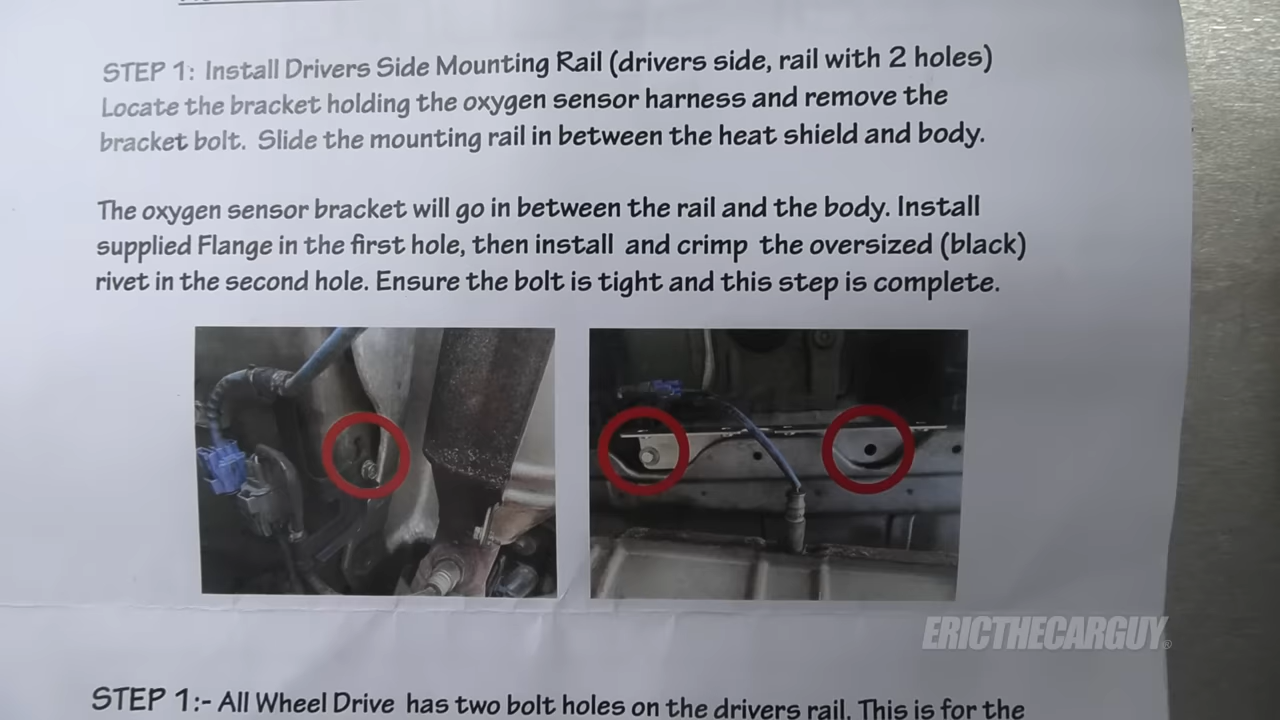 STEP 1: Install Drivers Side Mounting Rail (drivers side, rail with 2 holes)
Locate the bracket holding the oxygen sensor harness and remove the
bracket bolt. Slide the mounting rail in between the heat shield and body.
The oxygen sensor bracket will go in between the rail and the body. Install
supplied Flange in the first hole, then install and crimp the oversized (black)
rivet in the second hole. Ensure the bolt is tight and this step is complete.
ERICTHECARGUY®
STEP 1:- All Wheel Drive has two bolt holes on the drivers rail. This is for the